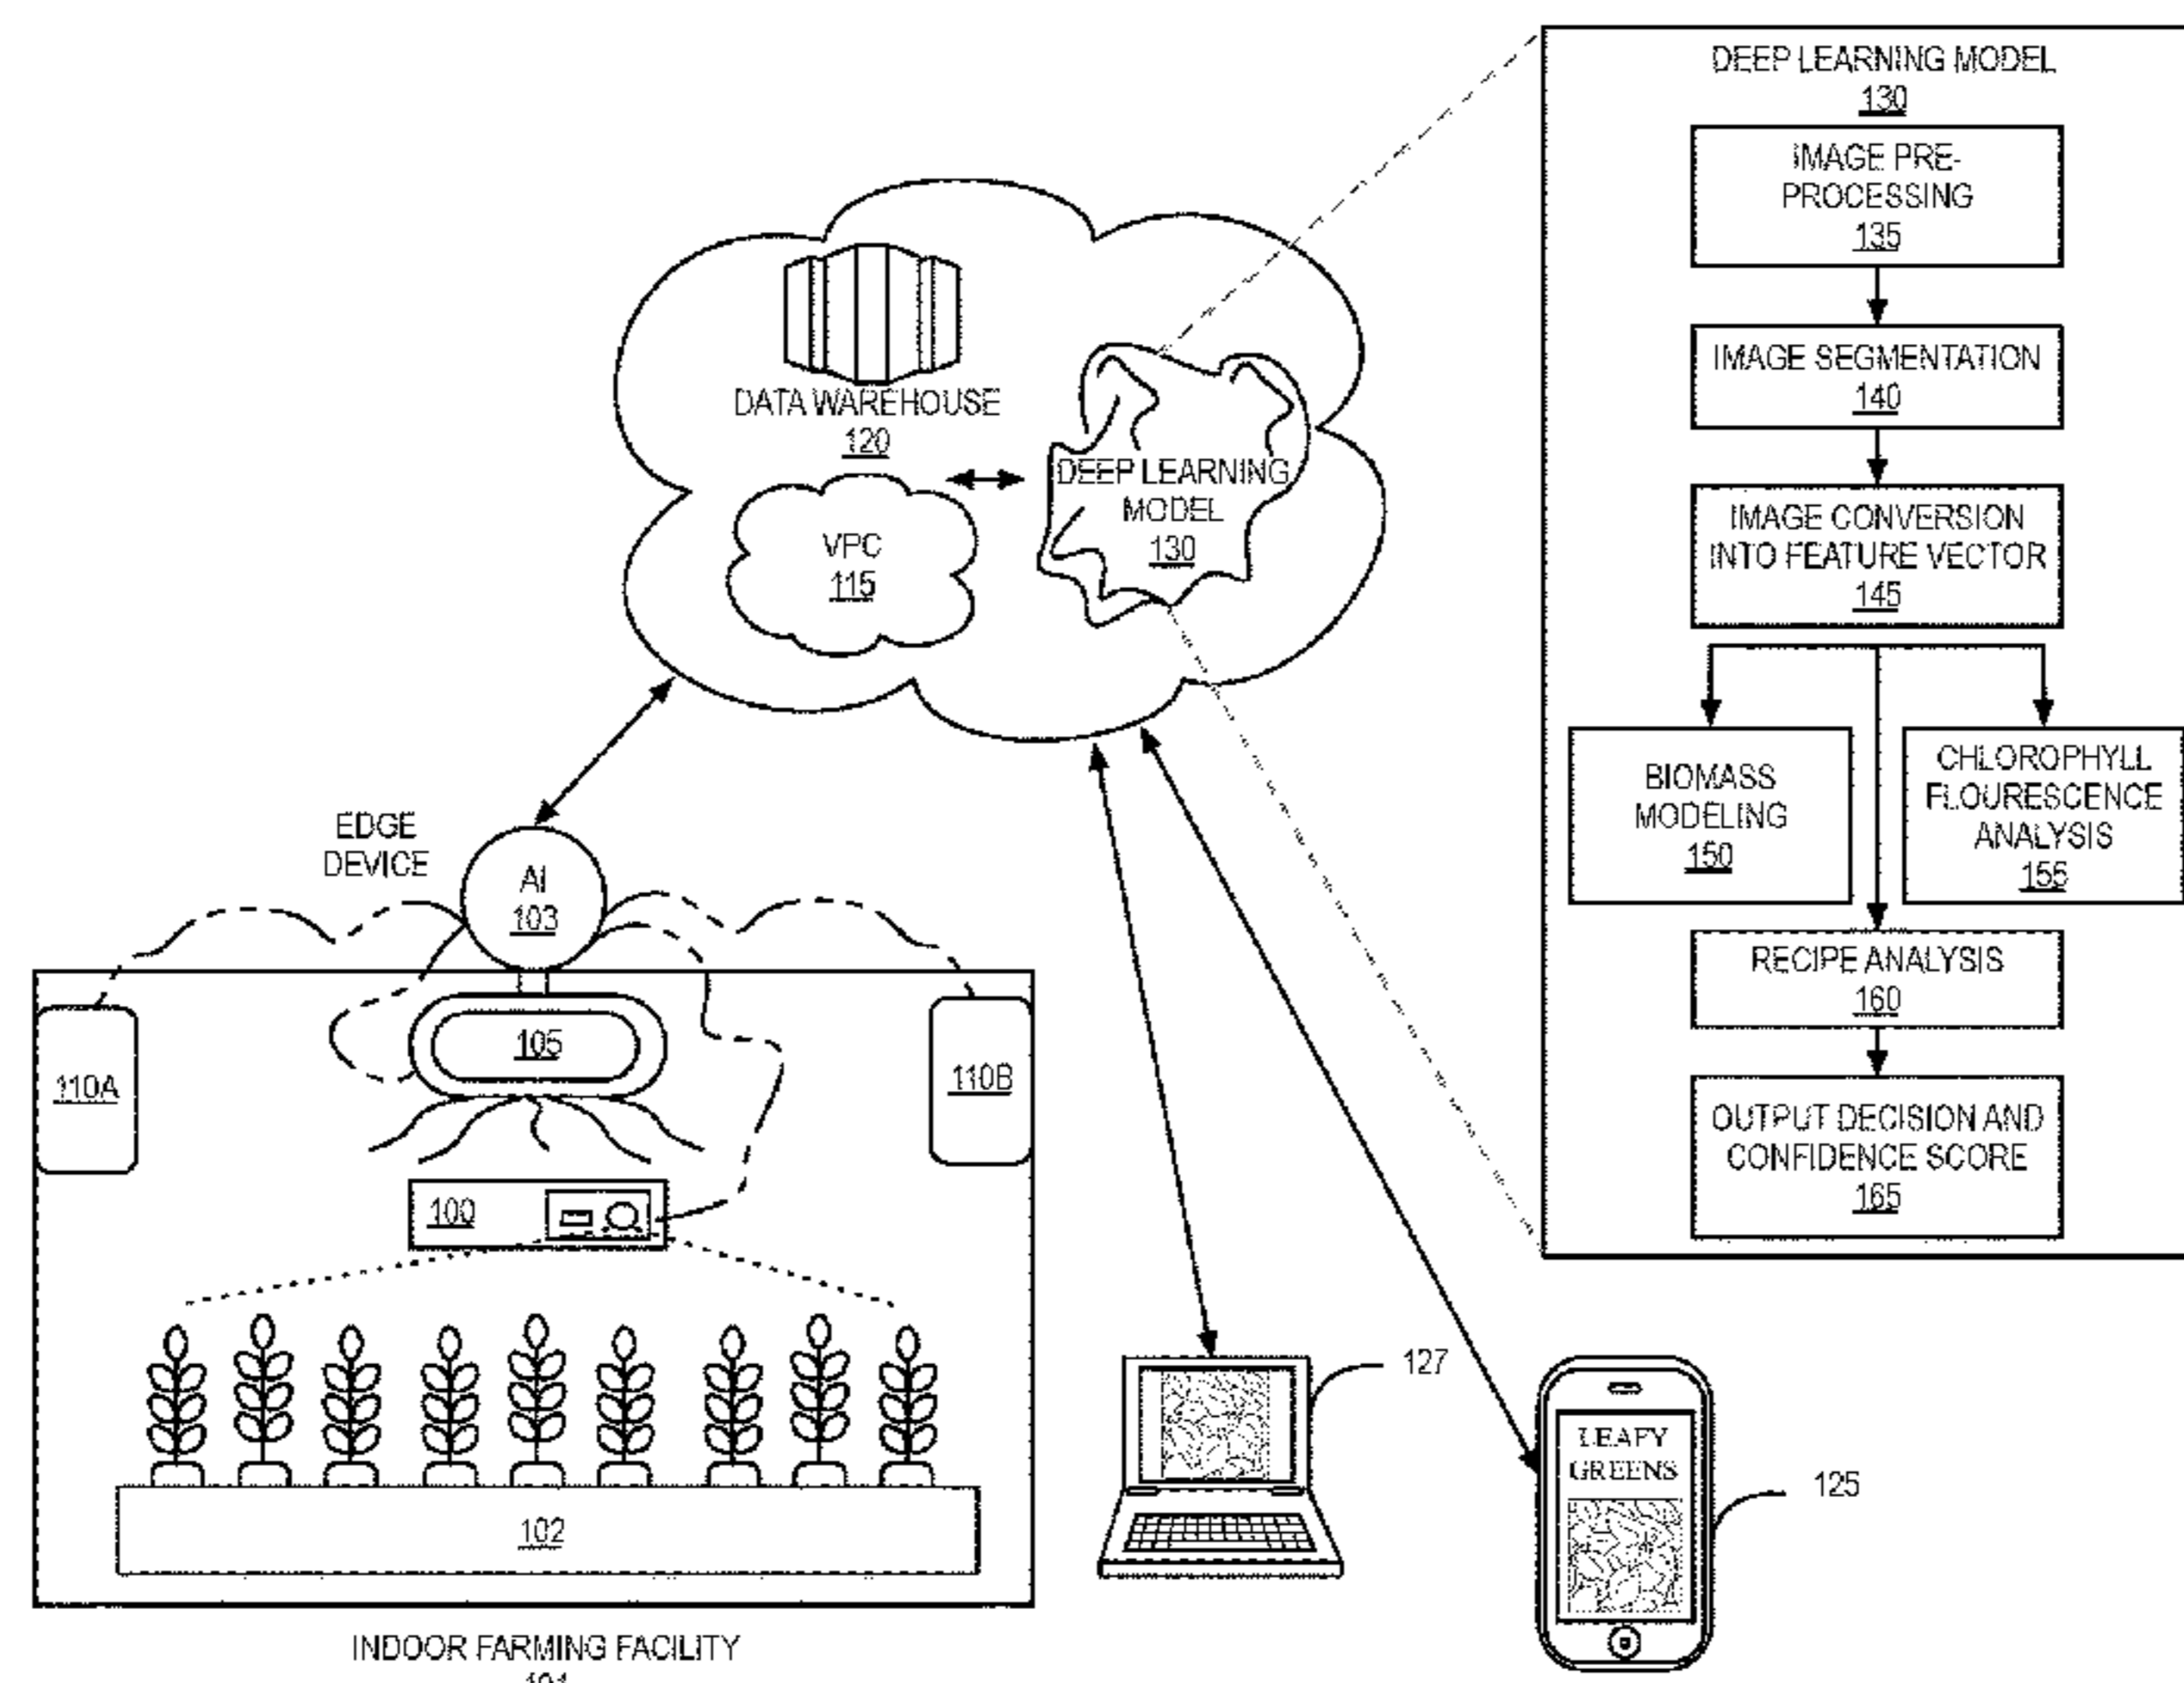 DEEP LEARNING MODEL
130
IMAGE PRE-
PROCESSING
135
IMAGE SEGMENTATION
140
IMAGE CONVERSION
INTO FEATURE VECTOR
145
BIOMASS
MODELING
150
CHLOROPHYLL
FLOURESCENCE
ANALYSIS
155
RECIPE ANALYSIS
160
OUTPUT DECISION AND
CONFIDENCE SCORE
165
DATA WAREHOUSE
120
DEEP LEARNING
MODEL
130
VPC
115
EDGE
DEVICE
AI
103
105
110A
110B
100
102
INDOOR FARMING FACILITY
101
127
LEAFY
GREENS
125